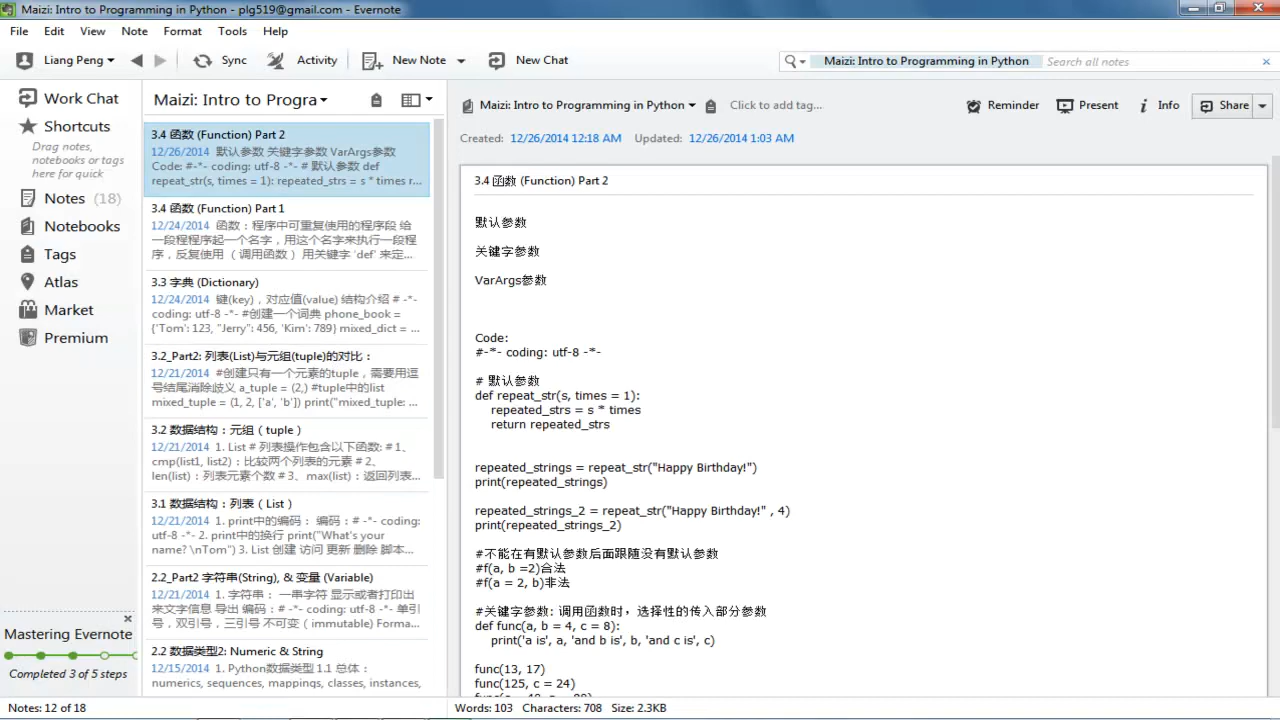 Maizi: Intro to Programming in Python - plg519@gmail.com - Evernote
File Edit View Note Format Tools Help
Liang Peng Sync Activity New Note New Chat
Maizi: Intro to Programming in Python Search all notes
Work Chat
Shortcuts
Drag notes,
notebooks or tags
here for quick
Notes (18)
Notebooks
Tags
Atlas
Market
Premium
Mastering Evernote
Completed 3 of 5 steps
Maizi: Intro to Progra
3.4 函数 (Function) Part 2
12/26/2014 默认参数 关键字参数 VarArgs参数
Code: #-*- coding: utf-8 -*- # 默认参数 def
repeat_str(s, times = 1): repeated_strs = s * times r...
3.4 函数 (Function) Part 1
12/24/2014 函数：程序中可重复使用的程序段 给
一段程程序起一个名字，用这个名字来执行一段程
序，反复使用 （调用函数 ） 用关键字 'def' 来定...
3.3 字典 (Dictionary)
12/24/2014 键(key)，对应值(value) 结构介绍 # -*-
coding: utf-8 -*- #创建一个词典 phone_book =
{'Tom': 123, "Jerry": 456, 'Kim': 789} mixed_dict = ...
3.2_Part2: 列表(List)与元组(tuple)的对比：
12/21/2014 #创建只有一个元素的tuple，需要用逗
号结尾消除歧义 a_tuple = (2,) #tuple中的list
mixed_tuple = (1, 2, ['a', 'b']) print("mixed_tuple: ...
3.2 数据结构：元组（ tuple ）
12/21/2014 1. List # 列表操作包含以下函数: # 1、
cmp(list1, list2)：比较两个列表的元素 # 2、
len(list)：列表元素个数 # 3、max(list)：返回列表...
3.1 数据结构：列表（ List ）
12/21/2014 1. print中的编码： 编码：# -*- coding:
utf-8 -*- 2. print中的换行 print("What's your
name? \nTom") 3. List 创建 访问 更新 删除 脚本...
2.2_Part2 字符串(String), & 变量 (Variable)
12/21/2014 1. 字符串： 一串字符 显示或者打印出
来文字信息 导出 编码：# -*- coding: utf-8 -*- 单引
号，双引号，三引号 不可变（ immutable) Forma...
2.2 数据类型2: Numeric & String
12/15/2014 1. Python数据类型 1.1 总体：
numerics, sequences, mappings, classes, instances,
Maizi: Intro to Programming in Python Click to add tag... Reminder Present Info Share
Created: 12/26/2014 12:18 AM Updated: 12/26/2014 1:03 AM
3.4 函数 (Function) Part 2
默认参数
关键字参数
VarArgs参数
Code:
#-*- coding: utf-8 -*-
# 默认参数
def repeat_str(s, times = 1):
repeated_strs = s * times
return repeated_strs
repeated_strings = repeat_str("Happy Birthday!")
print(repeated_strings)
repeated_strings_2 = repeat_str("Happy Birthday!" , 4)
print(repeated_strings_2)
#不能在有默认参数后面跟随没有默认参数
#f(a, b =2)合法
#f(a = 2, b)非法
#关键字参数: 调用函数时，选择性的传入部分参数
def func(a, b = 4, c = 8):
print('a is', a, 'and b is', b, 'and c is', c)
func(13, 17)
func(125, c = 24)
Notes: 12 of 18 Words: 103 Characters: 708 Size: 2.3KB